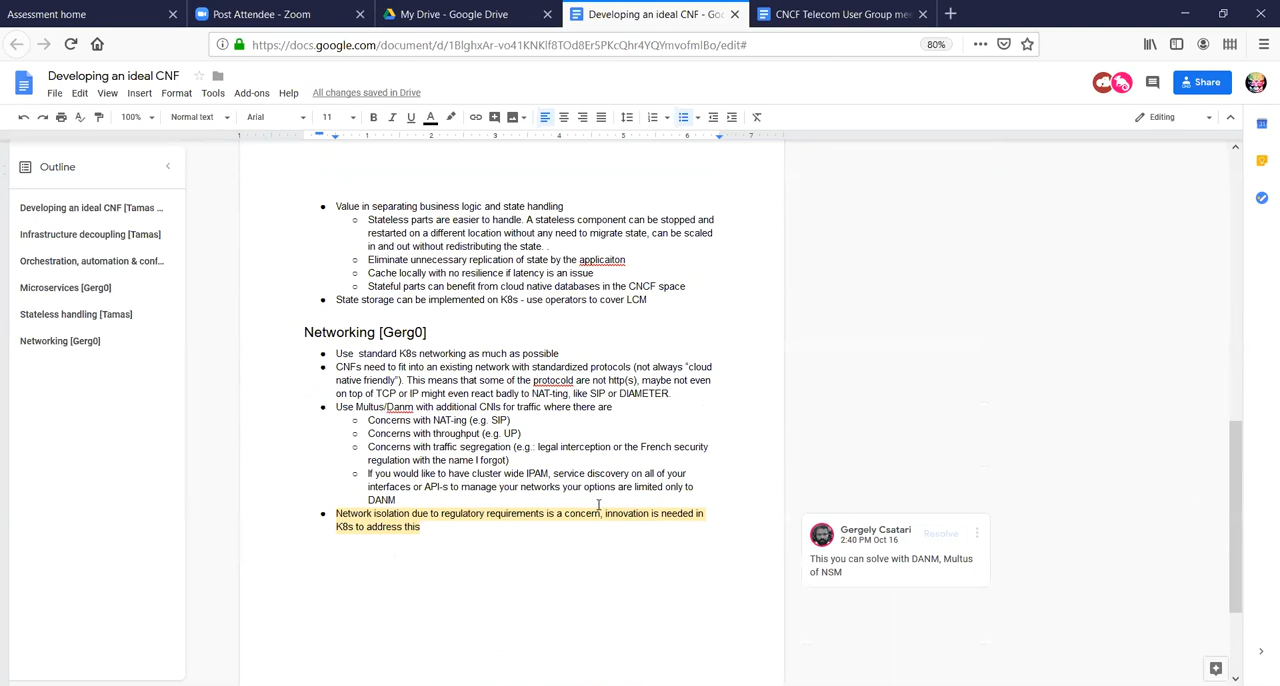 Assessment home
Post Attendee - Zoom
My Drive - Google Drive
Developing an ideal CNF - Goo
CNCF Telecom User Group mee
https://docs.google.com/document/d/1BlghxAr-vo41KNKlf8TOd8Er5PKcQhr4YQYmvofmlBo/edit#
80%
Developing an ideal CNF
File Edit View Insert Format Tools Add-ons Help All changes saved in Drive
Share
100% Normal text Arial 11 B I U A Editing
1 1 2 3 4 5 6 7
Outline
Developing an ideal CNF [Tamas ...
Infrastructure decoupling [Tamas]
Orchestration, automation & conf...
Microservices [Gerg0]
Stateless handling [Tamas]
Networking [Gerg0]
● Value in separating business logic and state handling
○ Stateless parts are easier to handle. A stateless component can be stopped and
restarted on a different location without any need to migrate state, can be scaled
in and out without redistributing the state. .
○ Eliminate unnecessary replication of state by the applicaiton
○ Cache locally with no resilience if latency is an issue
○ Stateful parts can benefit from cloud native databases in the CNCF space
● State storage can be implemented on K8s - use operators to cover LCM
Networking [Gerg0]
● Use standard K8s networking as much as possible
● CNFs need to fit into an existing network with standardized protocols (not always “cloud
native friendly”). This means that some of the protocold are not http(s), maybe not even
on top of TCP or IP might even react badly to NAT-ting, like SIP or DIAMETER.
● Use Multus/Danm with additional CNIs for traffic where there are
○ Concerns with NAT-ing (e.g. SIP)
○ Concerns with throughput (e.g. UP)
○ Concerns with traffic segregation (e.g.: legal interception or the French security
regulation with the name I forgot)
○ If you would like to have cluster wide IPAM, service discovery on all of your
interfaces or API-s to manage your networks your options are limited only to
DANM
● Network isolation due to regulatory requirements is a concern, innovation is needed in
K8s to address this
Gergely Csatari
2:40 PM Oct 16
Resolve
This you can solve with DANM, Multus
of NSM